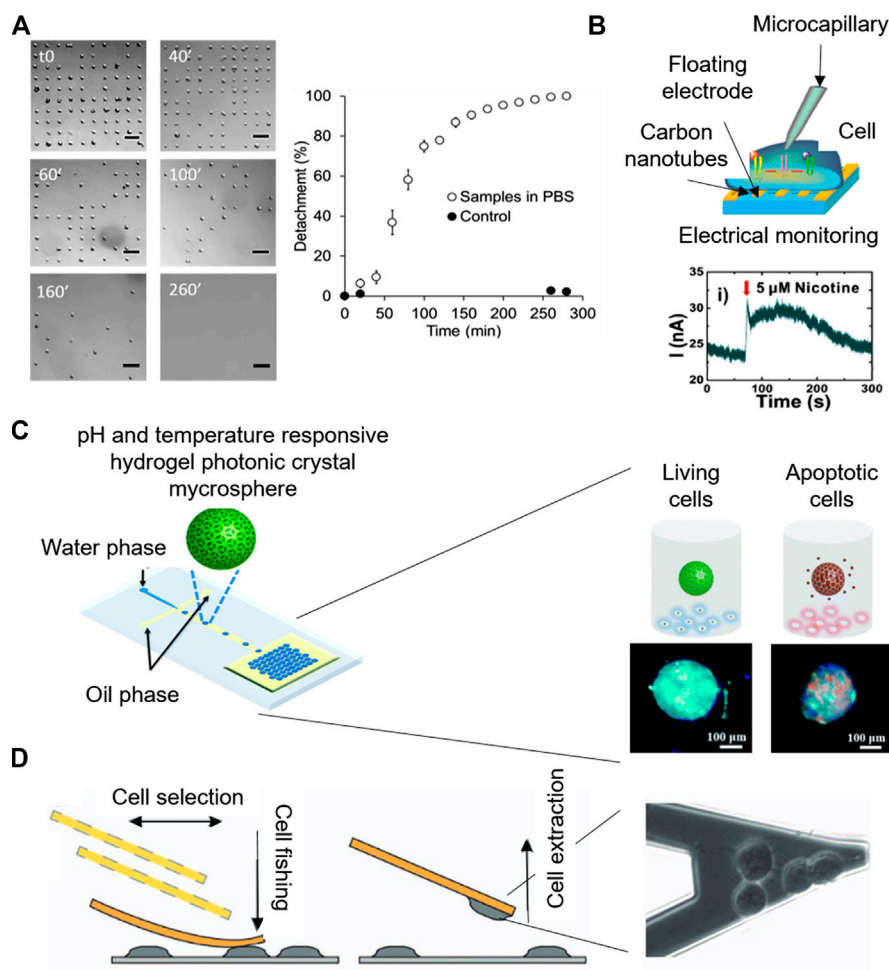 A
t0
40'
60'
100'
160'
260'
100
80
60
40
20
0
Detachmemt (%)
Samples in PBS
Control
0 50 100 150 200 250 300
Time (min)
B
Microcapillary
Floating
electrode
Carbon
nanotubes
Cell
Electrical monitoring
i)
5 µM Nicotine
I (nA)
35
30
25
20
0 100 200 300
Time (s)
C
pH and temperature responsive
hydrogel photonic crystal
mycrosphere
Water phase
Oil phase
Living
cells
Apoptotic
cells
100 µm
100 µm
D
Cell selection
Cell fishing
Cell extraction